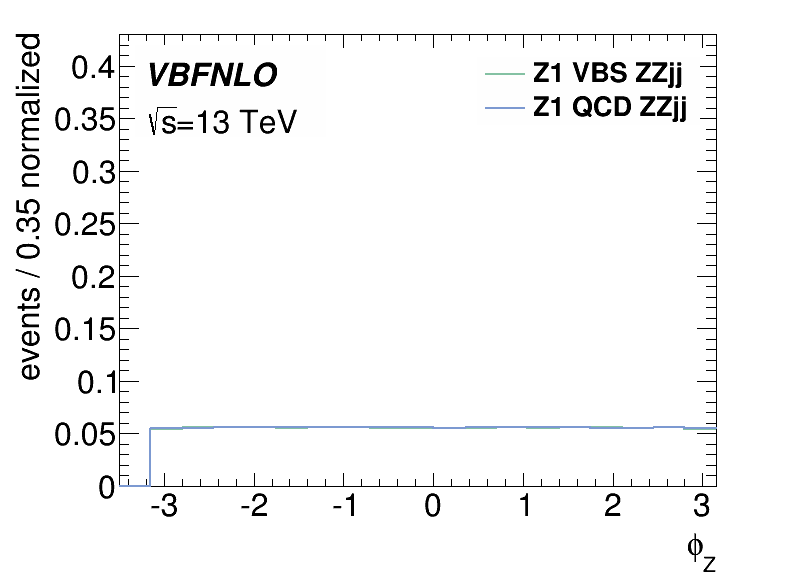 VBFNLO
√s=13 TeV
Z1 VBS ZZjj
Z1 QCD ZZjj
events / 0.35 normalized
0.4
0.35
0.3
0.25
0.2
0.15
0.1
0.05
0
-3 -2 -1 0 1 2 3
ϕZ